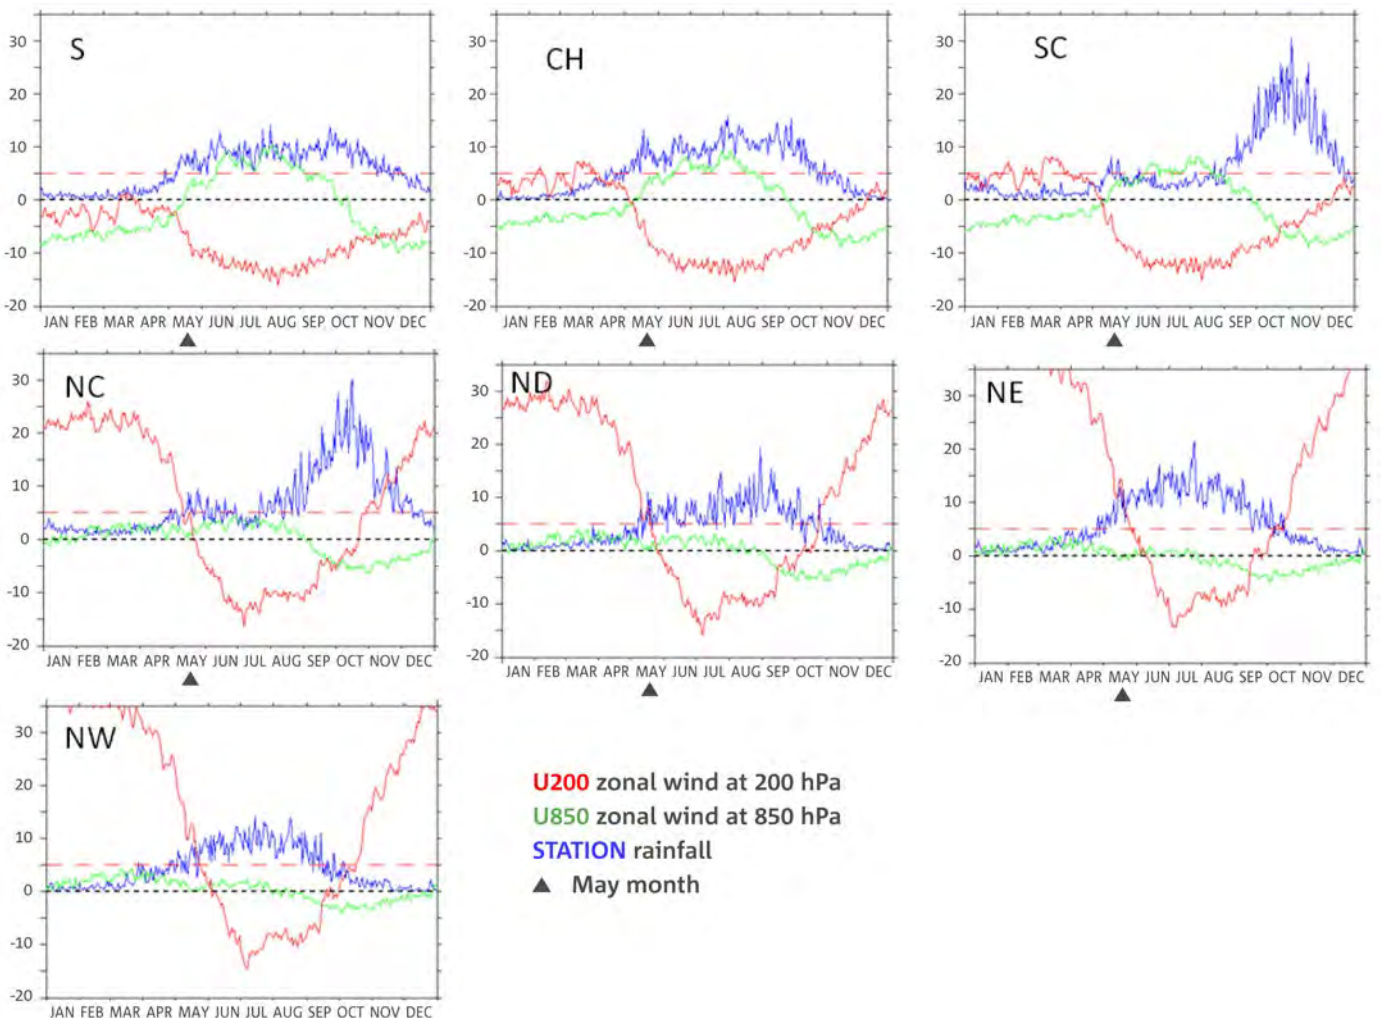 S
30
20
10
0
-10
-20
JAN FEB MAR APR MAY JUN JUL AUG SEP OCT NOV DEC
CH
30
20
10
0
-10
-20
JAN FEB MAR APR MAY JUN JUL AUG SEP OCT NOV DEC
SC
30
20
10
0
-10
-20
JAN FEB MAR APR MAY JUN JUL AUG SEP OCT NOV DEC
NC
30
20
10
0
-10
-20
JAN FEB MAR APR MAY JUN JUL AUG SEP OCT NOV DEC
ND
30
20
10
0
-10
-20
JAN FEB MAR APR MAY JUN JUL AUG SEP OCT NOV DEC
NE
30
20
10
0
-10
-20
JAN FEB MAR APR MAY JUN JUL AUG SEP OCT NOV DEC
NW
30
20
10
0
-10
-20
JAN FEB MAR APR MAY JUN JUL AUG SEP OCT NOV DEC
U200 zonal wind at 200 hPa
U850 zonal wind at 850 hPa
STATION rainfall
▲ May month